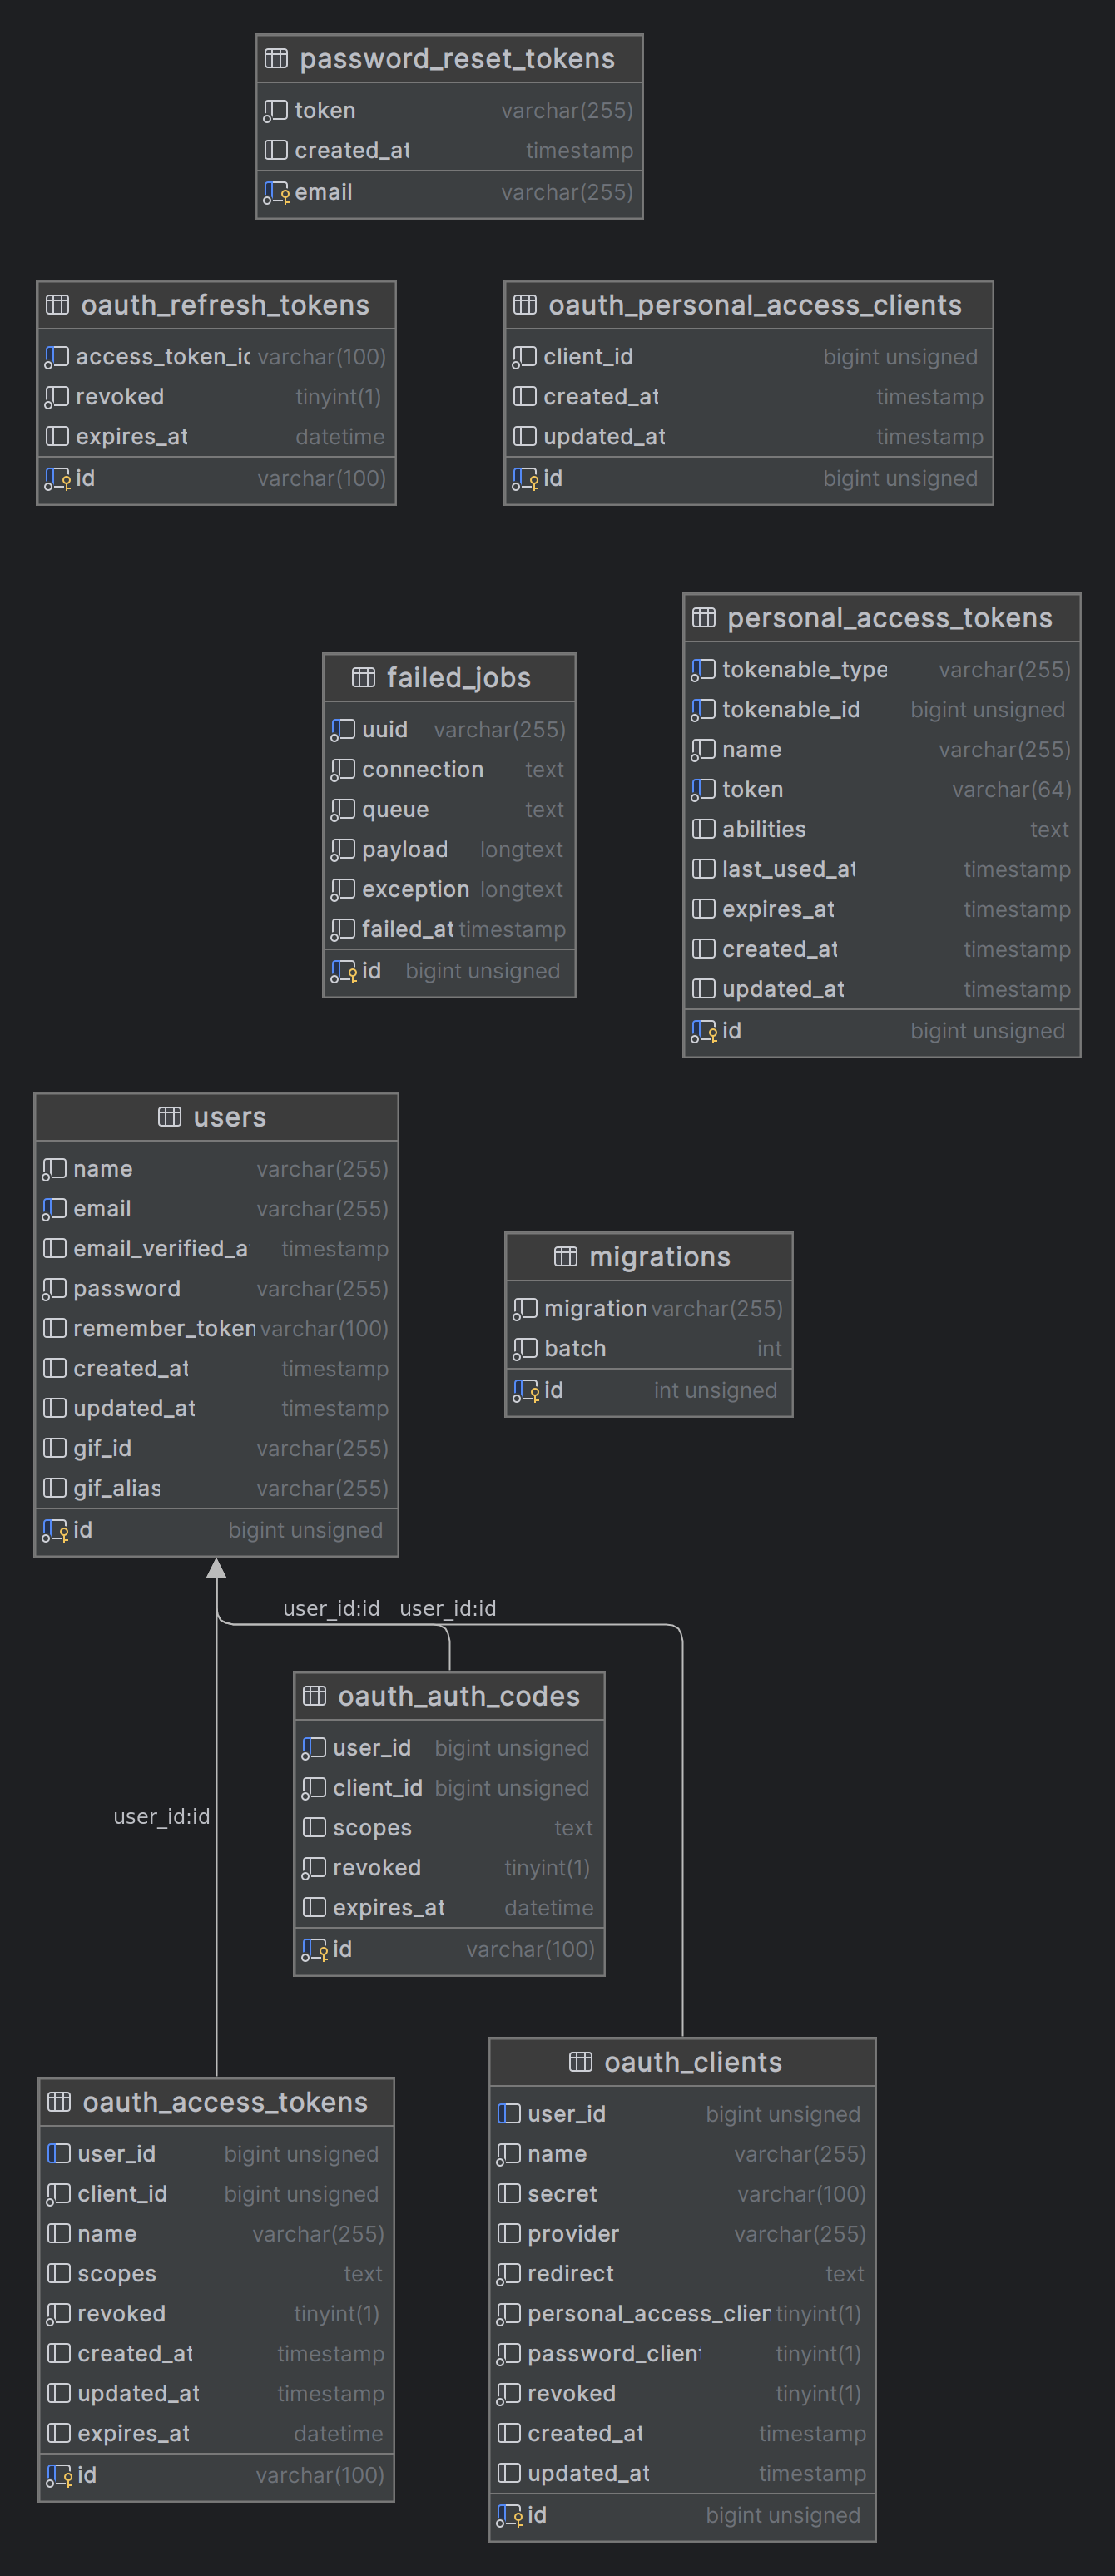 password_reset_tokens
token varchar(255)
created_at timestamp
email varchar(255)
oauth_refresh_tokens
access_token_ic varchar(100)
revoked tinyint(1)
expires_at datetime
id varchar(100)
oauth_personal_access_clients
client_id bigint unsigned
created_at timestamp
updated_at timestamp
id bigint unsigned
failed_jobs
uuid varchar(255)
connection text
queue text
payload longtext
exception longtext
failed_at timestamp
id bigint unsigned
personal_access_tokens
tokenable_type varchar(255)
tokenable_id bigint unsigned
name varchar(255)
token varchar(64)
abilities text
last_used_at timestamp
expires_at timestamp
created_at timestamp
updated_at timestamp
id bigint unsigned
users
name varchar(255)
email varchar(255)
email_verified_a timestamp
password varchar(255)
remember_token varchar(100)
created_at timestamp
updated_at timestamp
gif_id varchar(255)
gif_alias varchar(255)
id bigint unsigned
migrations
migration varchar(255)
batch int
id int unsigned
user_id:id user_id:id
oauth_auth_codes
user_id bigint unsigned
client_id bigint unsigned
scopes text
revoked tinyint(1)
expires_at datetime
id varchar(100)
user_id:id
oauth_access_tokens
user_id bigint unsigned
client_id bigint unsigned
name varchar(255)
scopes text
revoked tinyint(1)
created_at timestamp
updated_at timestamp
expires_at datetime
id varchar(100)
oauth_clients
user_id bigint unsigned
name varchar(255)
secret varchar(100)
provider varchar(255)
redirect text
personal_access_clier tinyint(1)
password_client tinyint(1)
revoked tinyint(1)
created_at timestamp
updated_at timestamp
id bigint unsigned